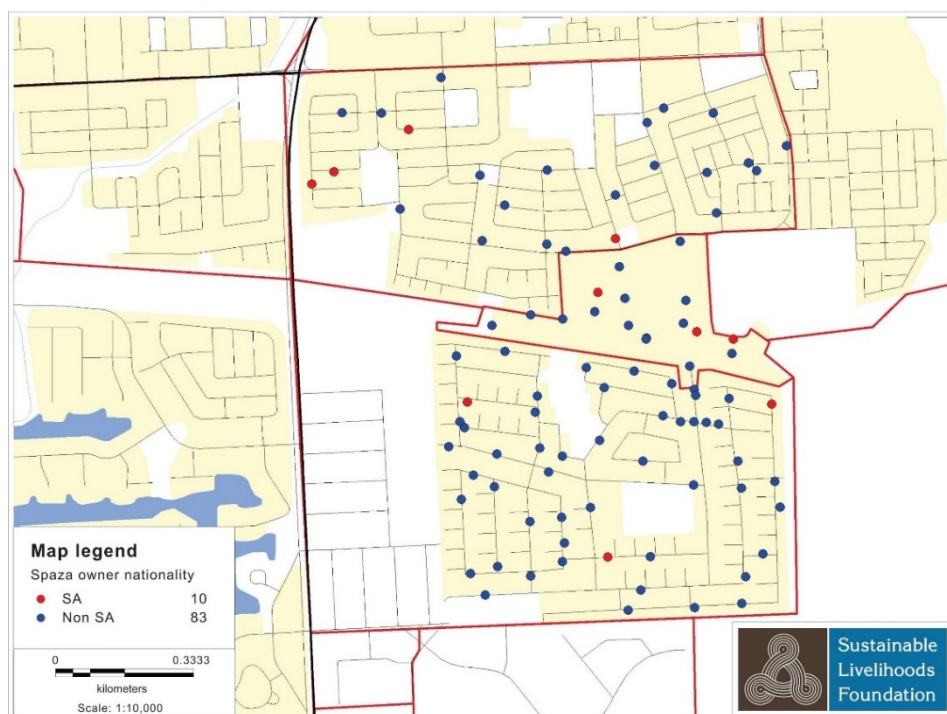 Map legend
Spaza owner nationality
SA 10
Non SA 83
0 0.3333
kilometers
Scale: 1:10,000
Sustainable
Livelihoods
Foundation